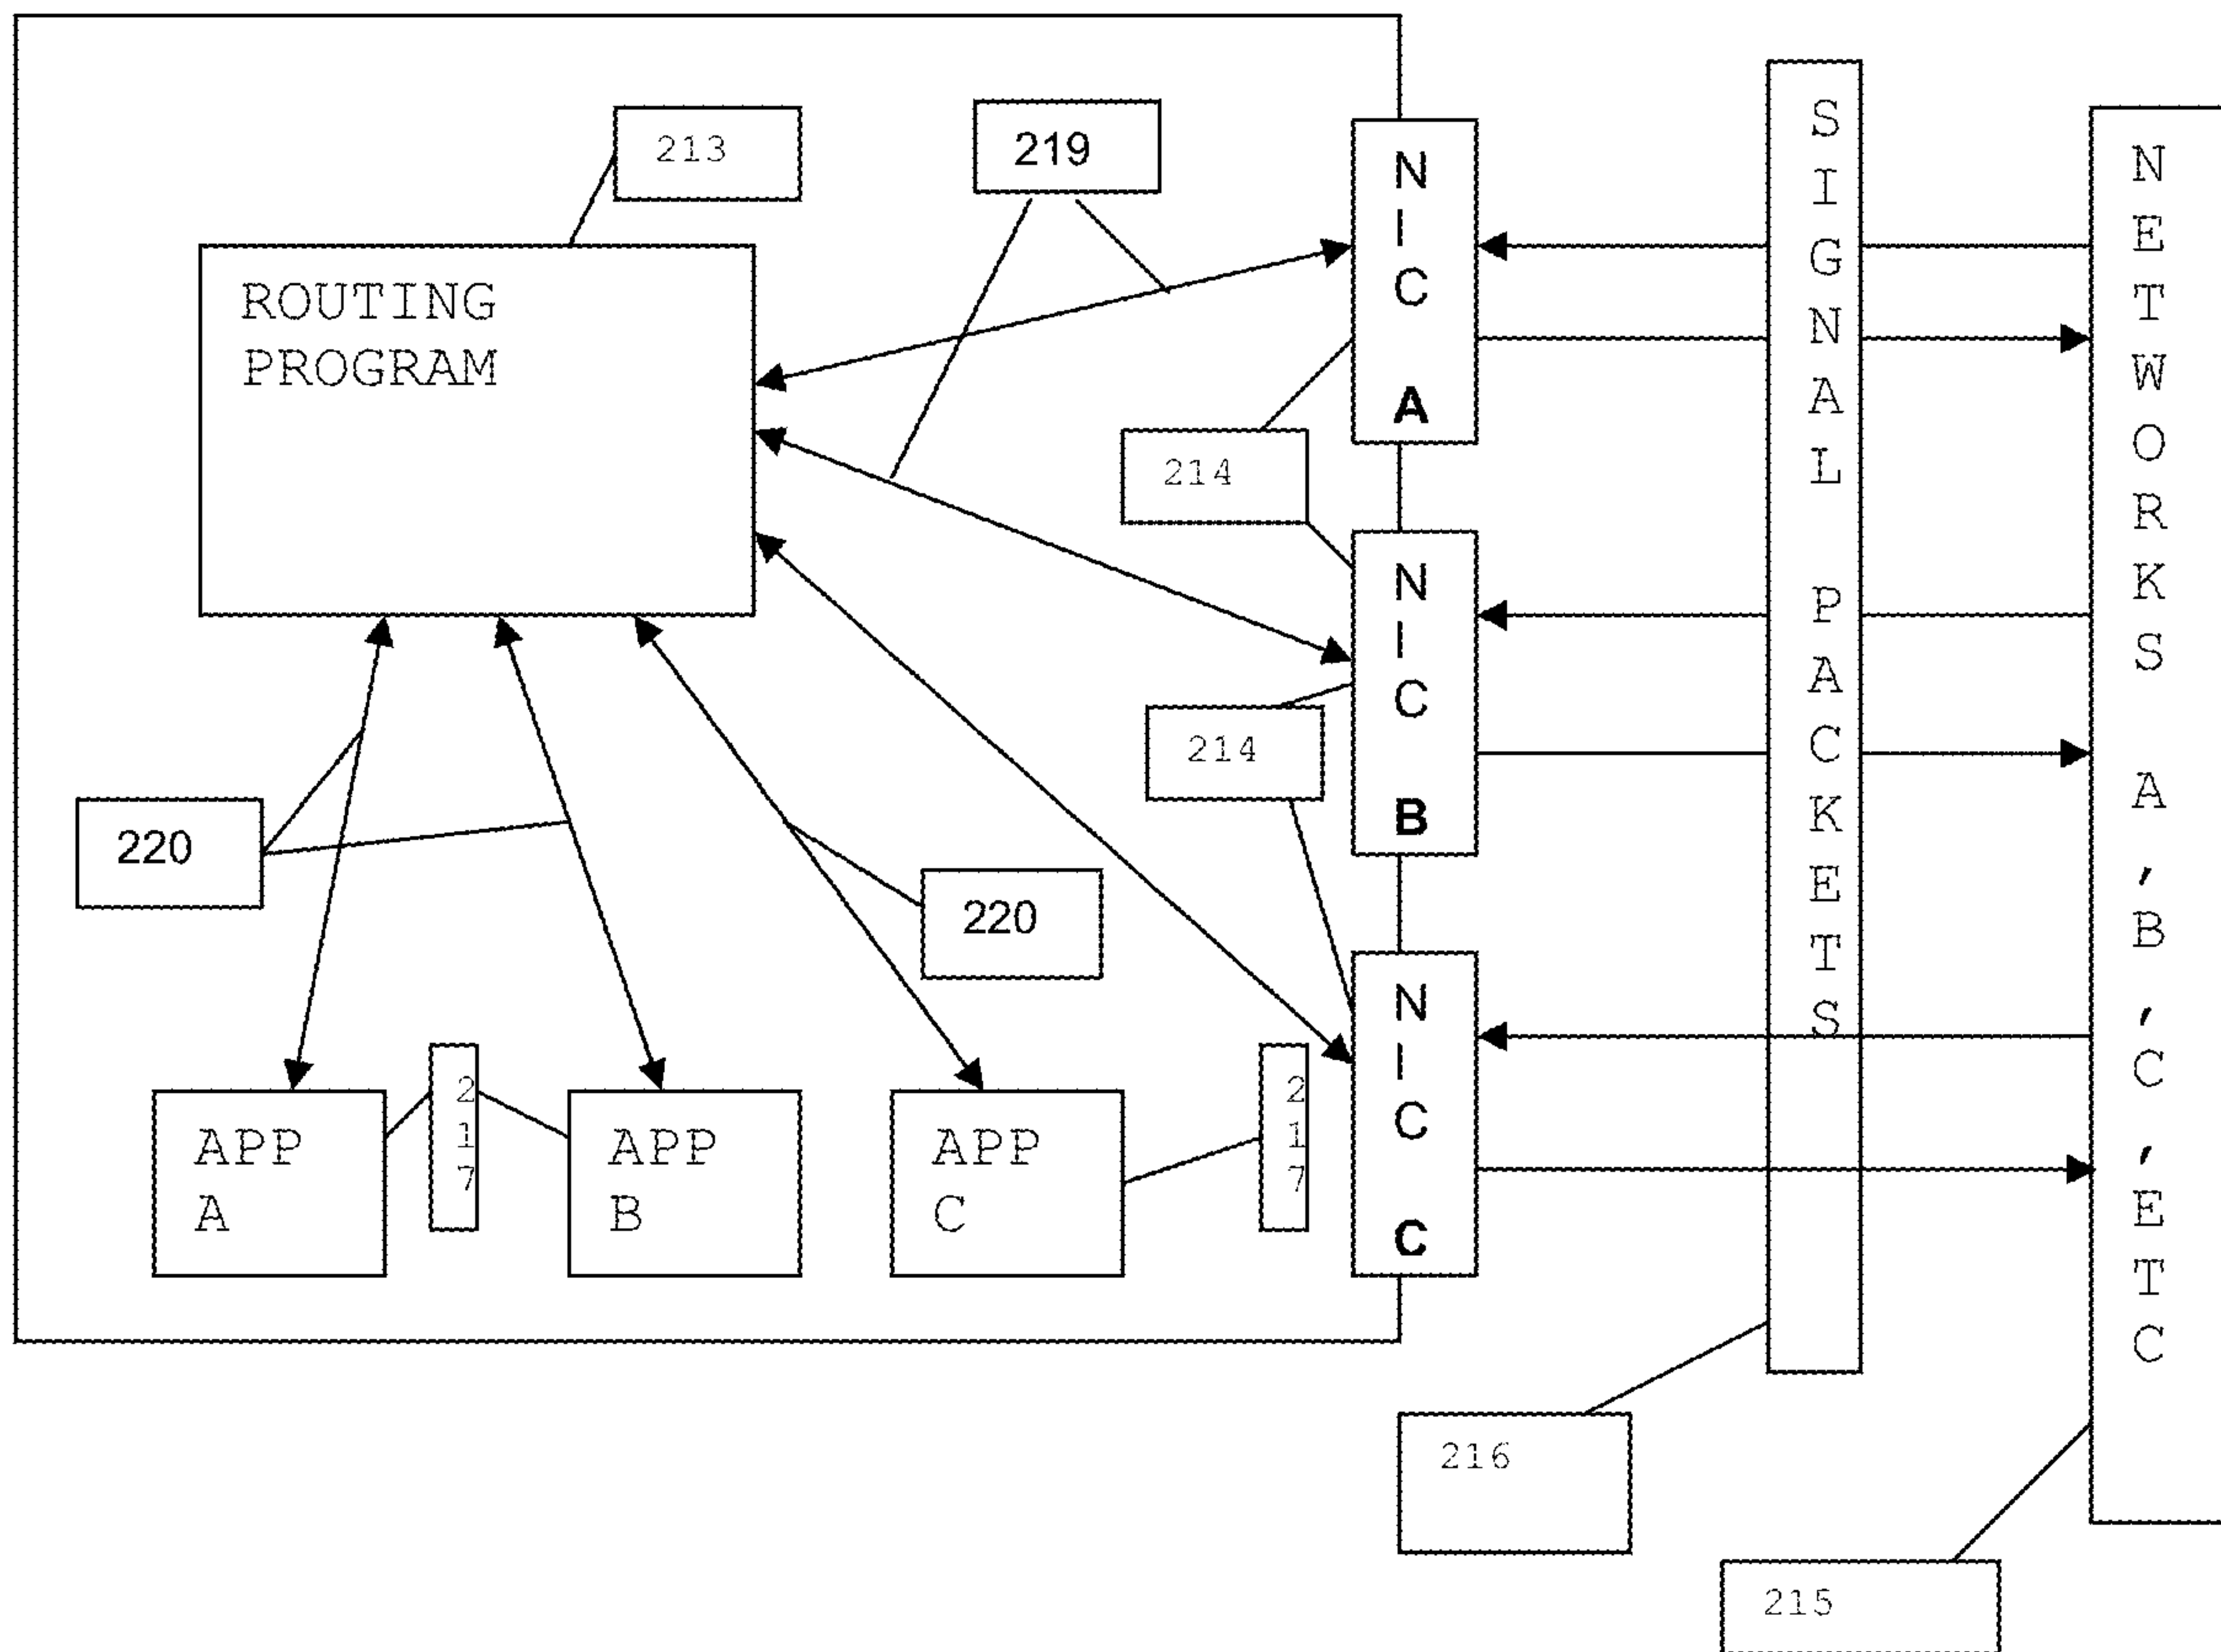 213
219
ROUTING
PROGRAM
NIC A
SIGNAL PACKETS
NETWORKS A,B,C,ETC
214
NIC B
214
220
220
NIC C
217
217
APP
A
APP
B
APP
C
216
215